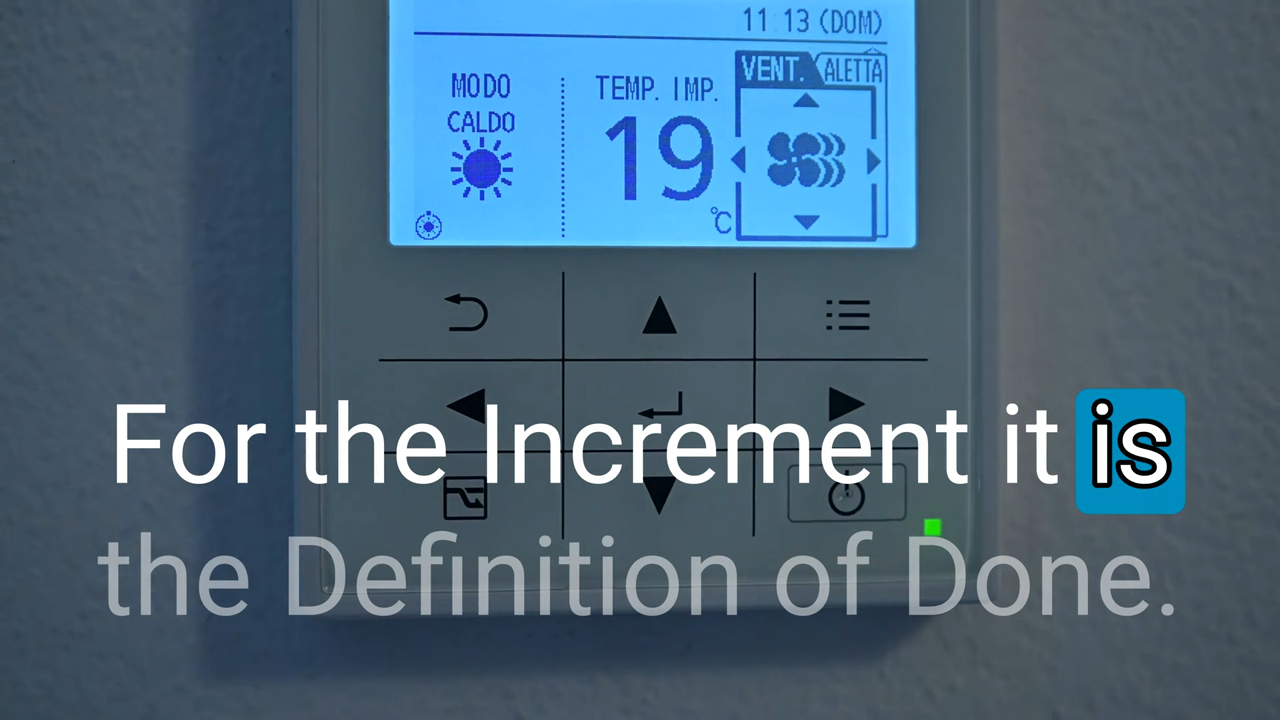 11 13 (DOM)
VENT. ALETTA
MODO TEMP. IMP.
CALDO
19
°C
For the Increment it is
the Definition of Done.